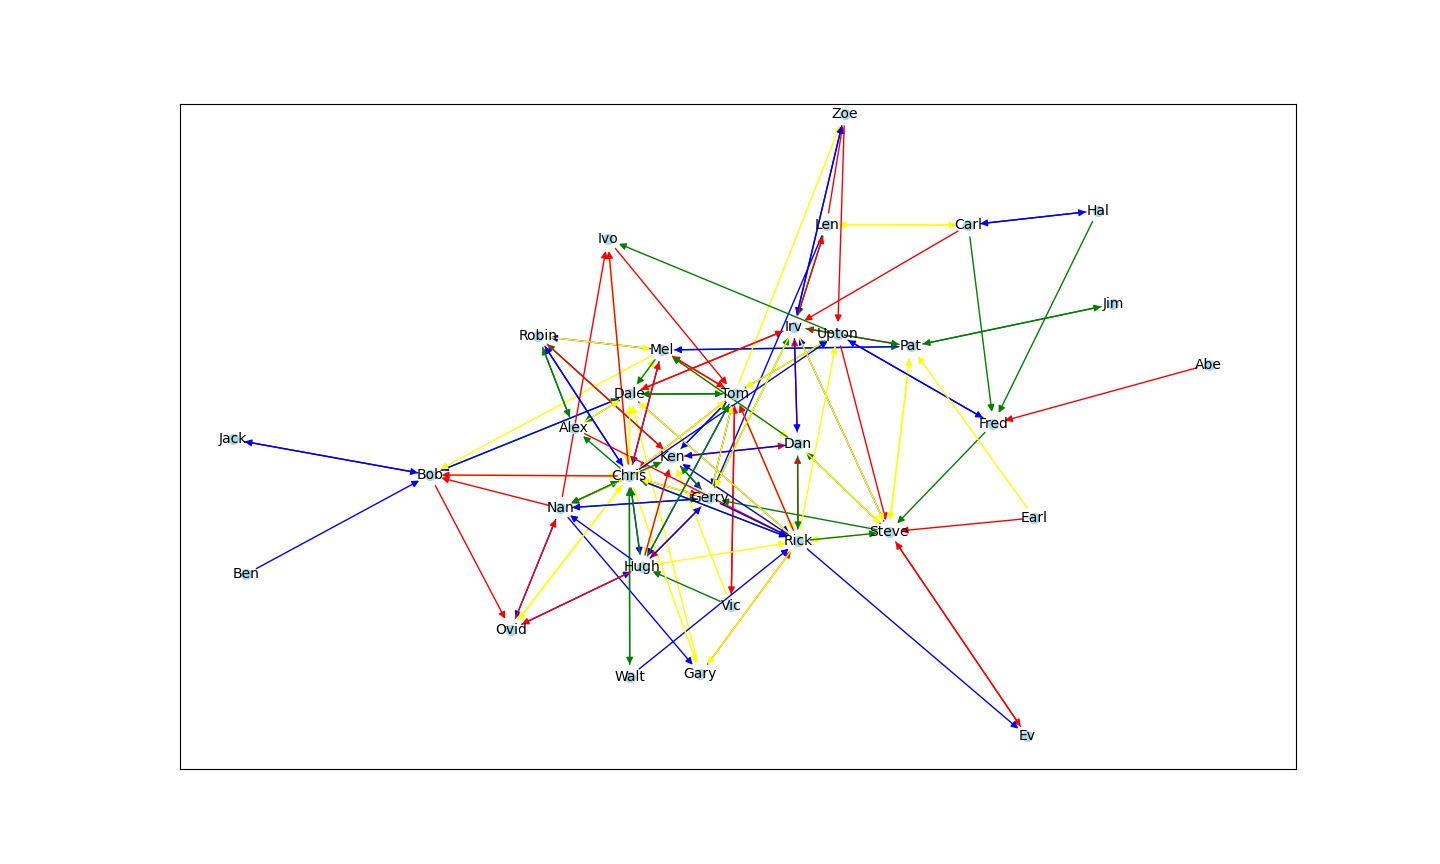 Zoe
Hal
Len
Carl
Ivo
Jim
Irv
Upton
Robin
Pat
Mel
Abe
Dale
Tom
Fred
Alex
Jack
Dan
Ken
Bob
Chris
Gerry
Nan
Earl
Steve
Rick
Hugh
Ben
Vic
Ovid
Gary
Walt
Ev